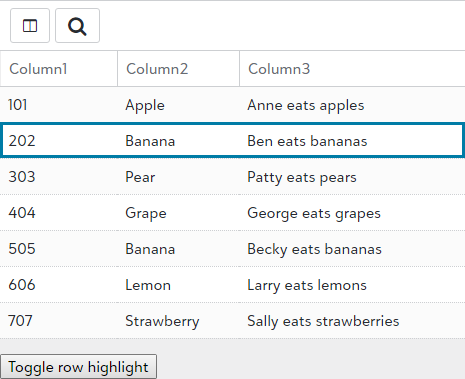 Column1 Column2 Column3
101 Apple Anne eats apples
202 Banana Ben eats bananas
303 Pear Patty eats pears
404 Grape George eats grapes
505 Banana Becky eats bananas
606 Lemon Larry eats lemons
707 Strawberry Sally eats strawberries
Toggle row highlight